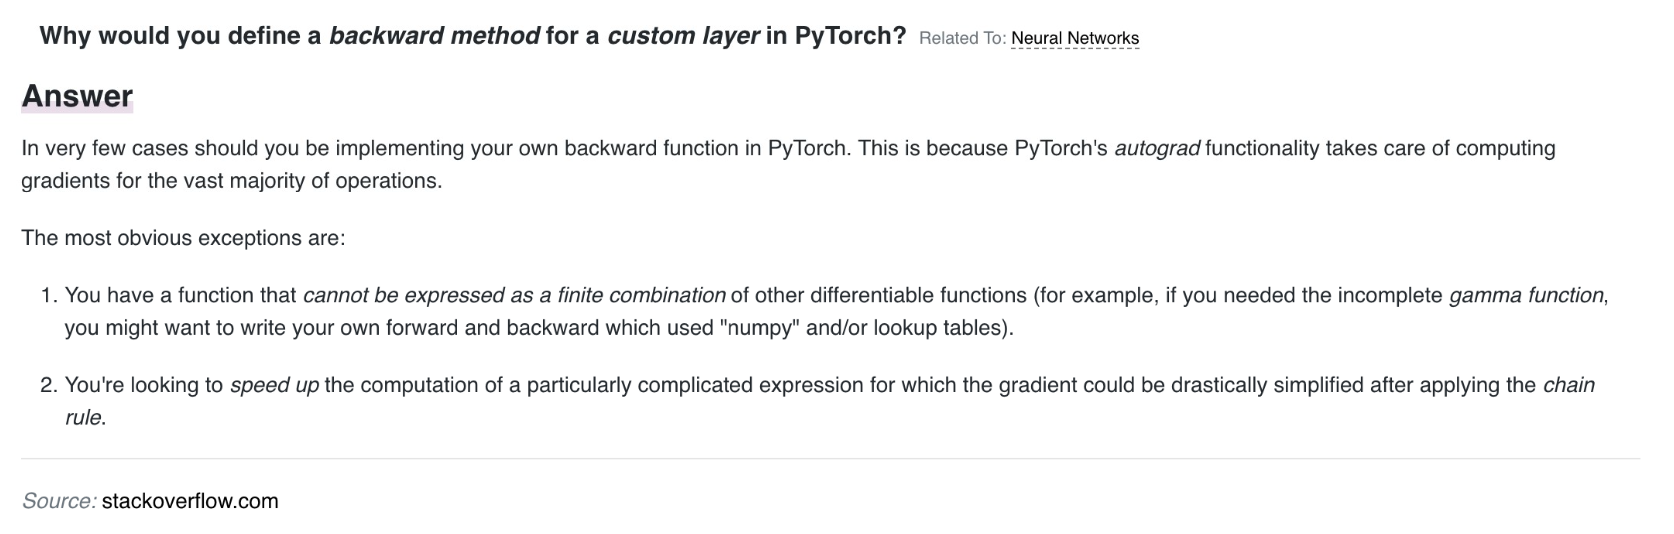 Why would you define a backward method for a custom layer in PyTorch? Related To: Neural Networks
Answer
In very few cases should you be implementing your own backward function in PyTorch. This is because PyTorch's autograd functionality takes care of computing
gradients for the vast majority of operations.
The most obvious exceptions are:
1. You have a function that cannot be expressed as a finite combination of other differentiable functions (for example, if you needed the incomplete gamma function,
you might want to write your own forward and backward which used "numpy" and/or lookup tables).
2. You're looking to speed up the computation of a particularly complicated expression for which the gradient could be drastically simplified after applying the chain
rule.
Source: stackoverflow.com